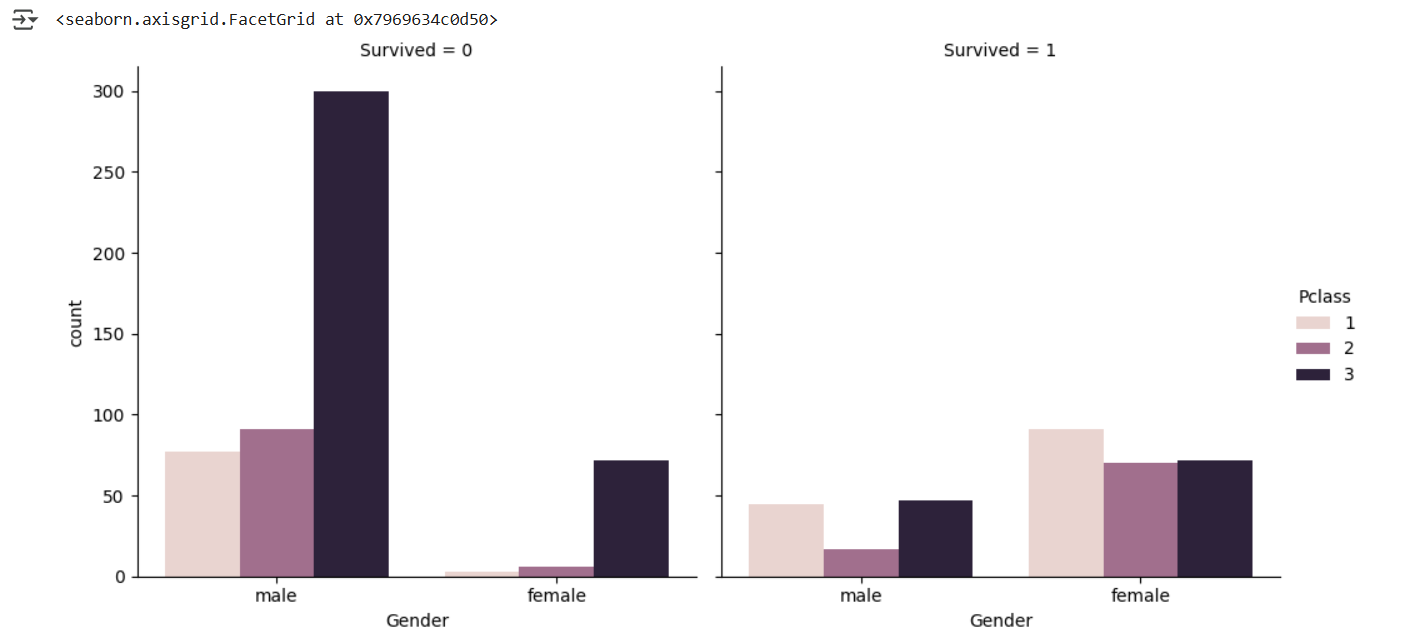 <seaborn.axisgrid.FacetGrid at 0x7969634c0d50>
Survived = 0
Survived = 1
300
250
200
150
100
50
0
count
male
female
Gender
male
female
Gender
Pclass
1
2
3